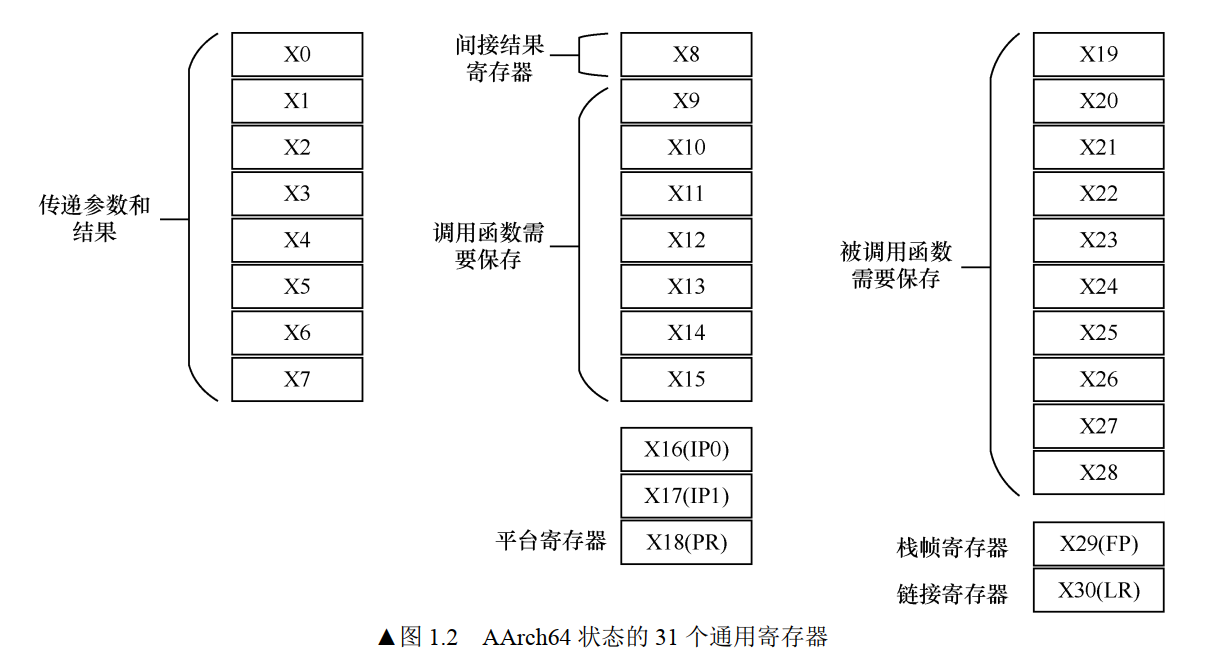 传递参数和
结果
X0
X1
X2
X3
X4
X5
X6
X7
间接结果
寄存器
X8
调用函数需
要保存
X9
X10
X11
X12
X13
X14
X15
X16(IP0)
X17(IP1)
平台寄存器
X18(PR)
被调用函数
需要保存
X19
X20
X21
X22
X23
X24
X25
X26
X27
X28
栈帧寄存器
X29(FP)
链接寄存器
X30(LR)
▲图 1.2 AArch64 状态的 31 个通用寄存器